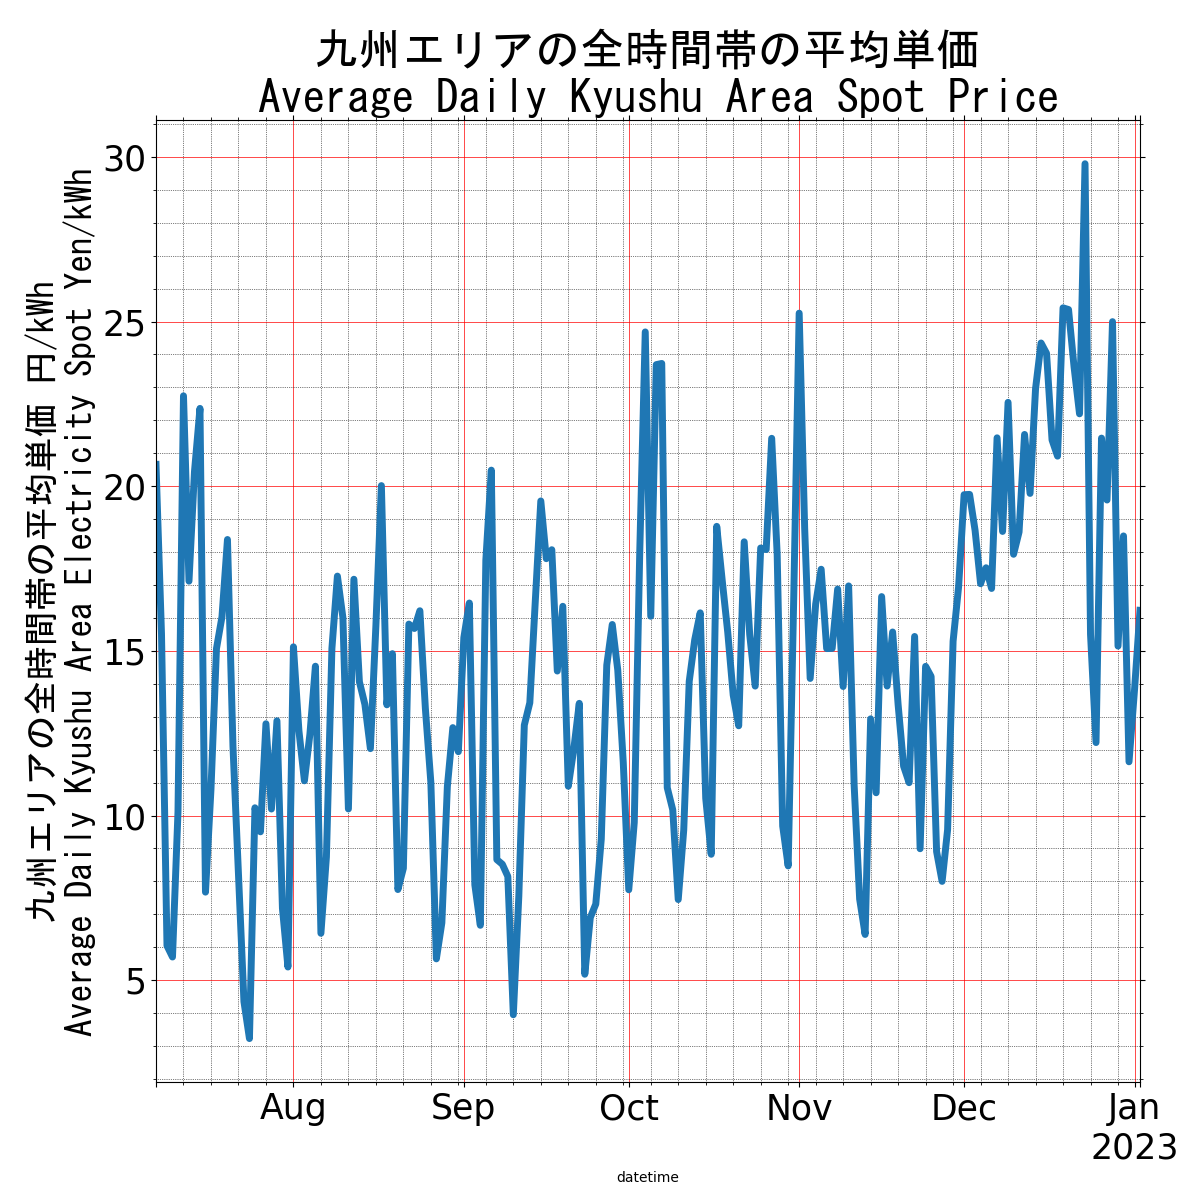 九州エリアの全時間帯の平均単価
Average Daily Kyushu Area Spot Price
九州エリアの全時間帯の平均単価 円/kWh
Average Daily Kyushu Area Electricity Spot Yen/kWh
30
25
20
15
10
5
Aug
Sep
Oct
Nov
Dec
Jan
2023
datetime